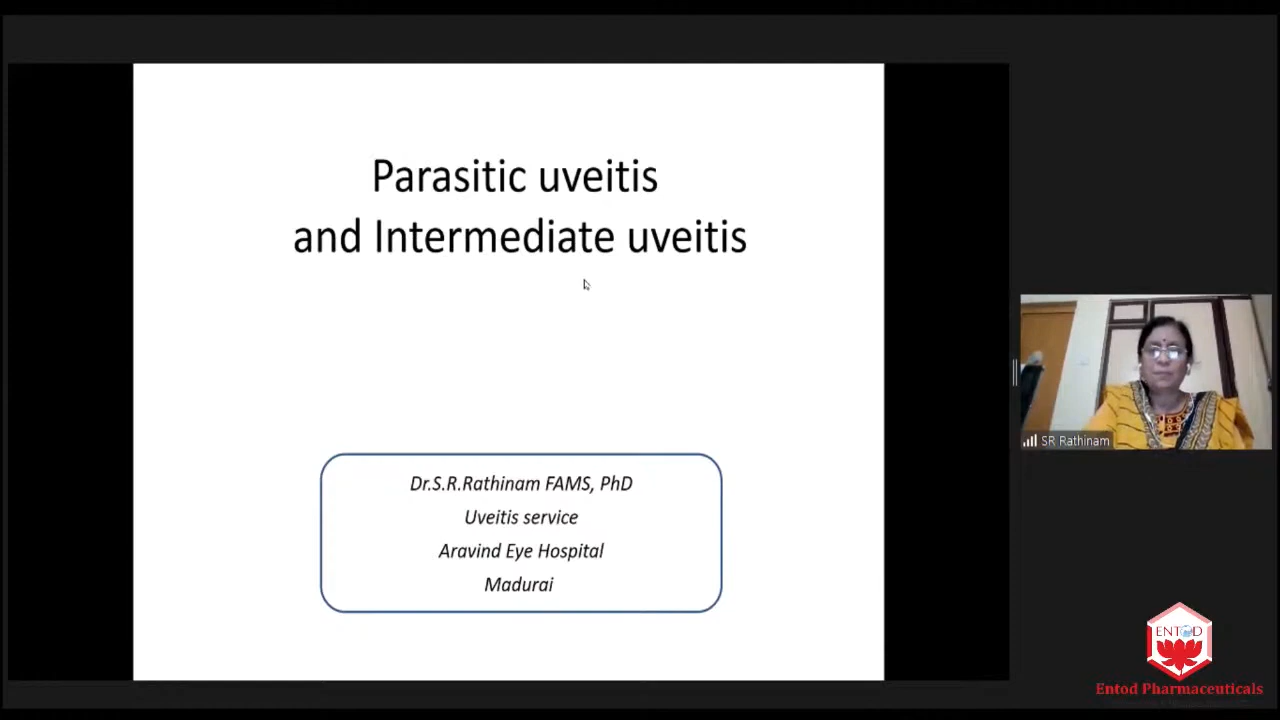 Parasitic uveitis
and Intermediate uveitis
Dr.S.R.Rathinam FAMS, PhD
Uveitis service
Aravind Eye Hospital
Madurai
SR Rathinam
ENTOD
Entod Pharmaceuticals